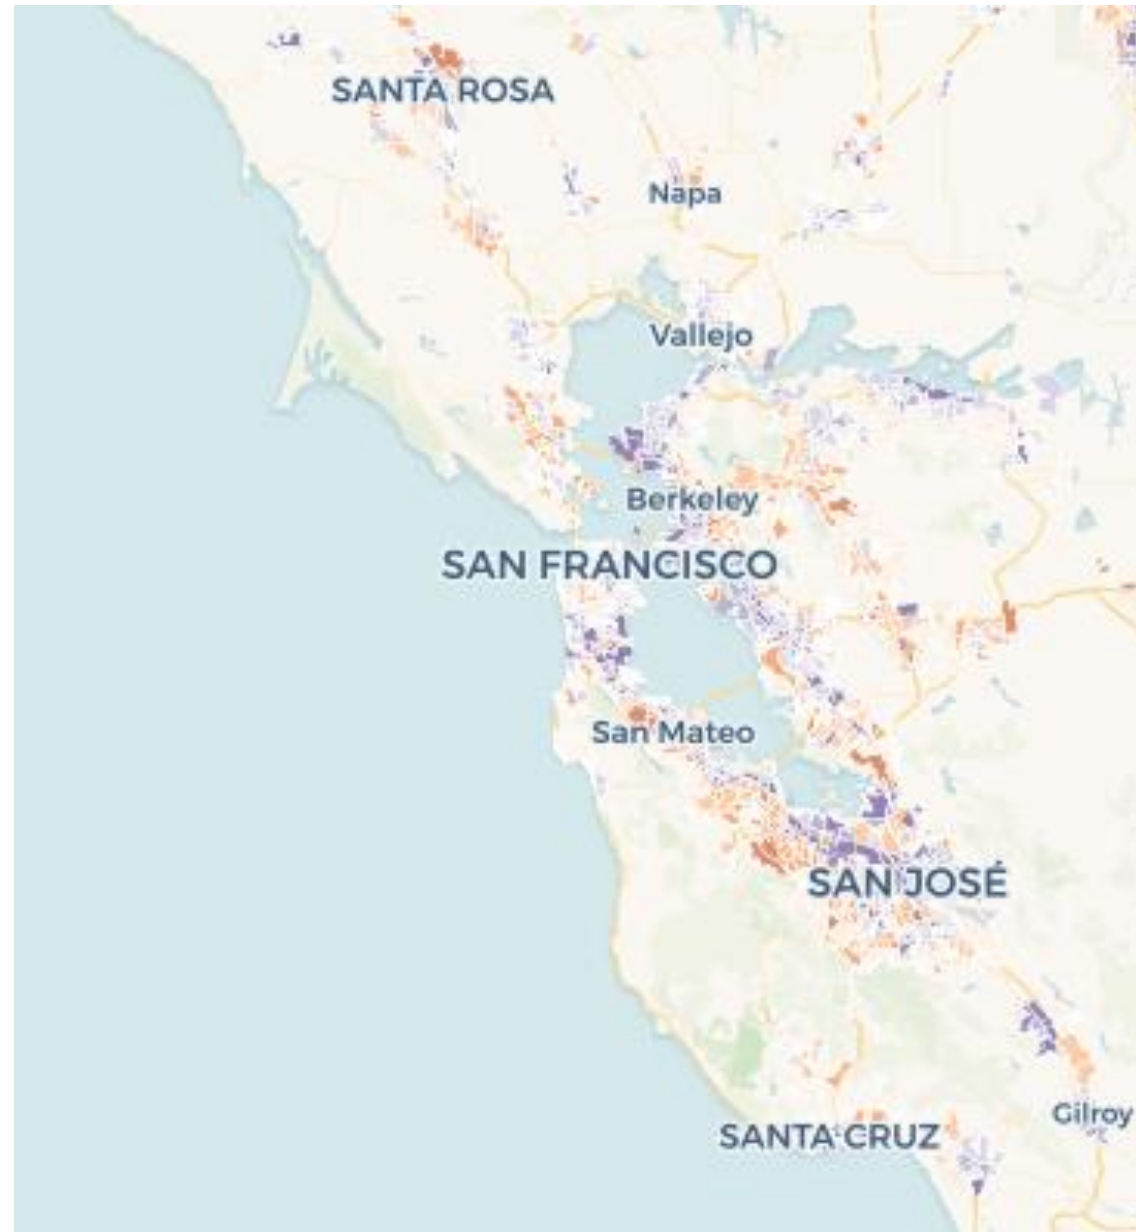 SANTA ROSA
Napa
Vallejo
Berkeley
SAN FRANCISCO
San Mateo
SAN JOSÉ
Gilroy
SANTA CRUZ